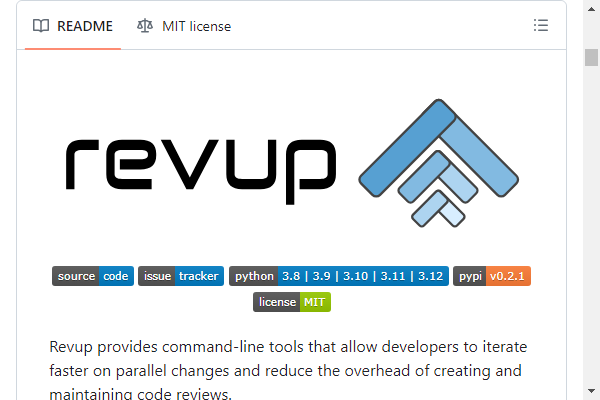 README MIT license
revup
source code issue tracker python 3.8 | 3.9 | 3.10 | 3.11 | 3.12 pypi v0.2.1
license MIT
Revup provides command-line tools that allow developers to iterate
faster on parallel changes and reduce the overhead of creating and
maintaining code reviews.